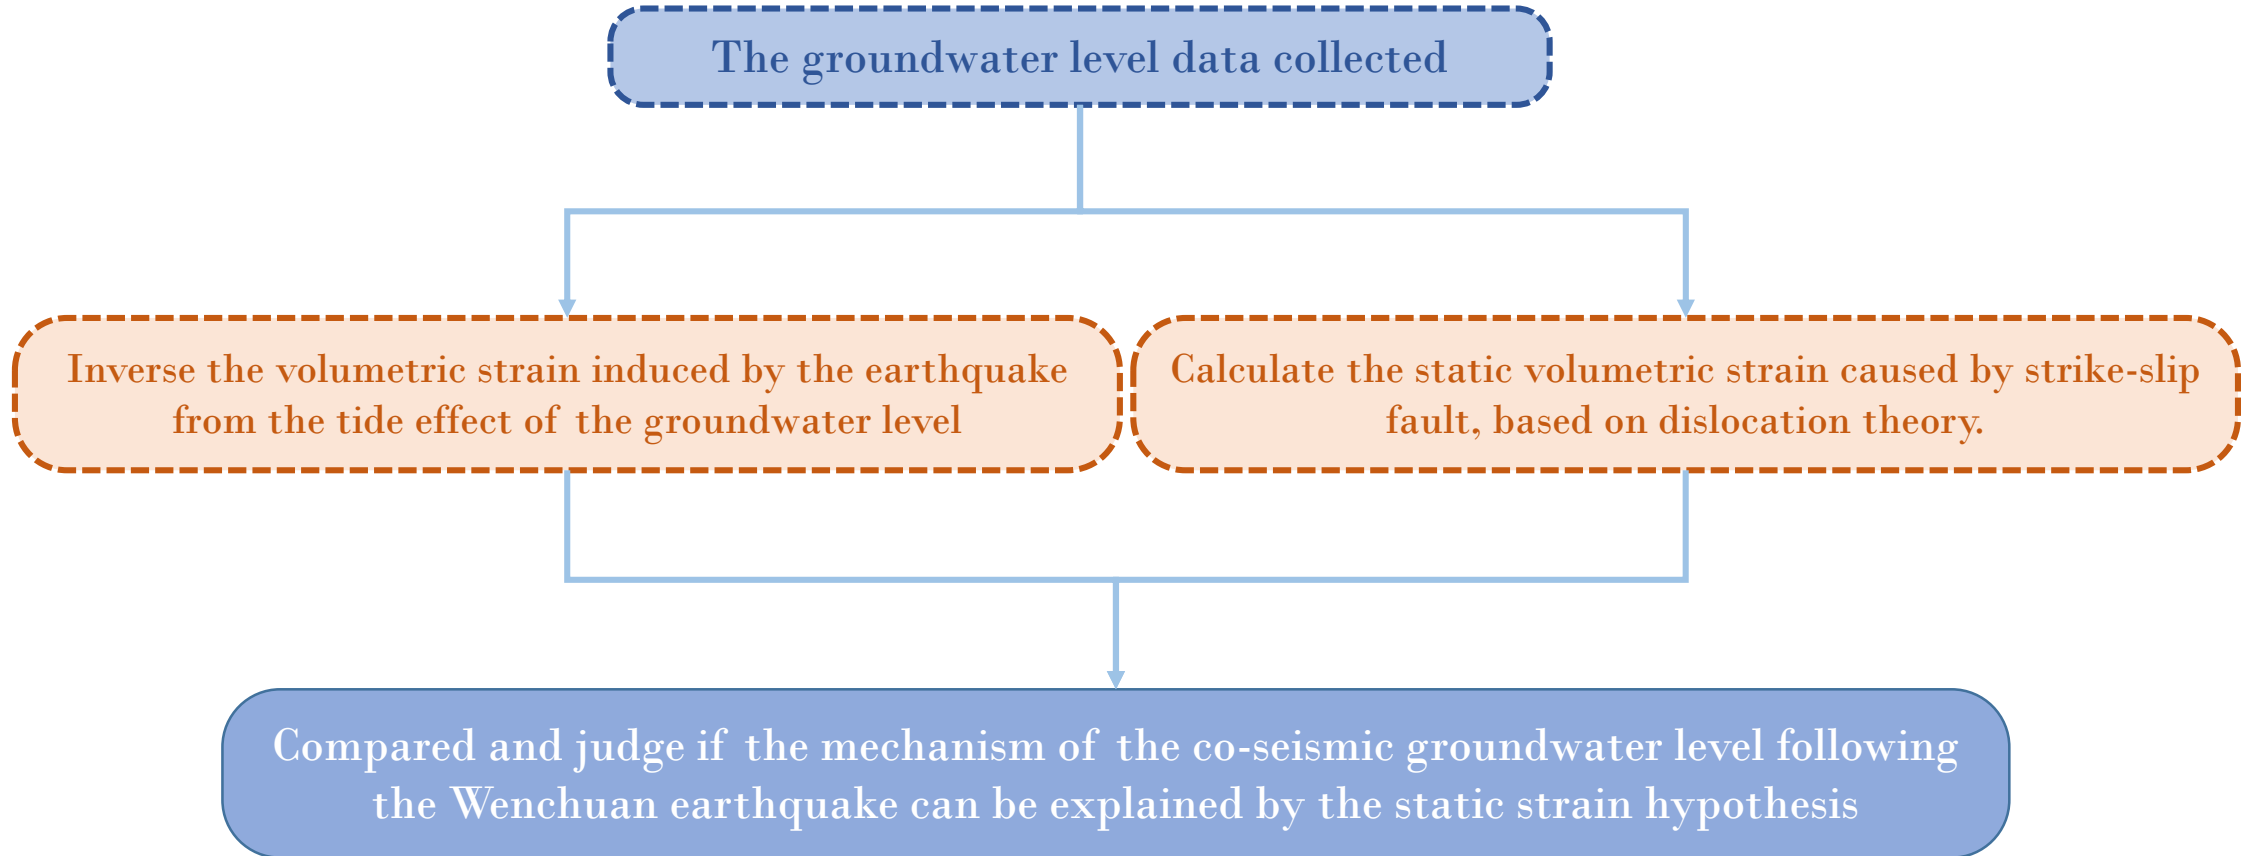 The groundwater level data collected
Inverse the volumetric strain induced by the earthquake
from the tide effect of the groundwater level
Calculate the static volumetric strain caused by strike-slip
fault, based on dislocation theory.
Compared and judge if the mechanism of the co-seismic groundwater level following
the Wenchuan earthquake can be explained by the static strain hypothesis